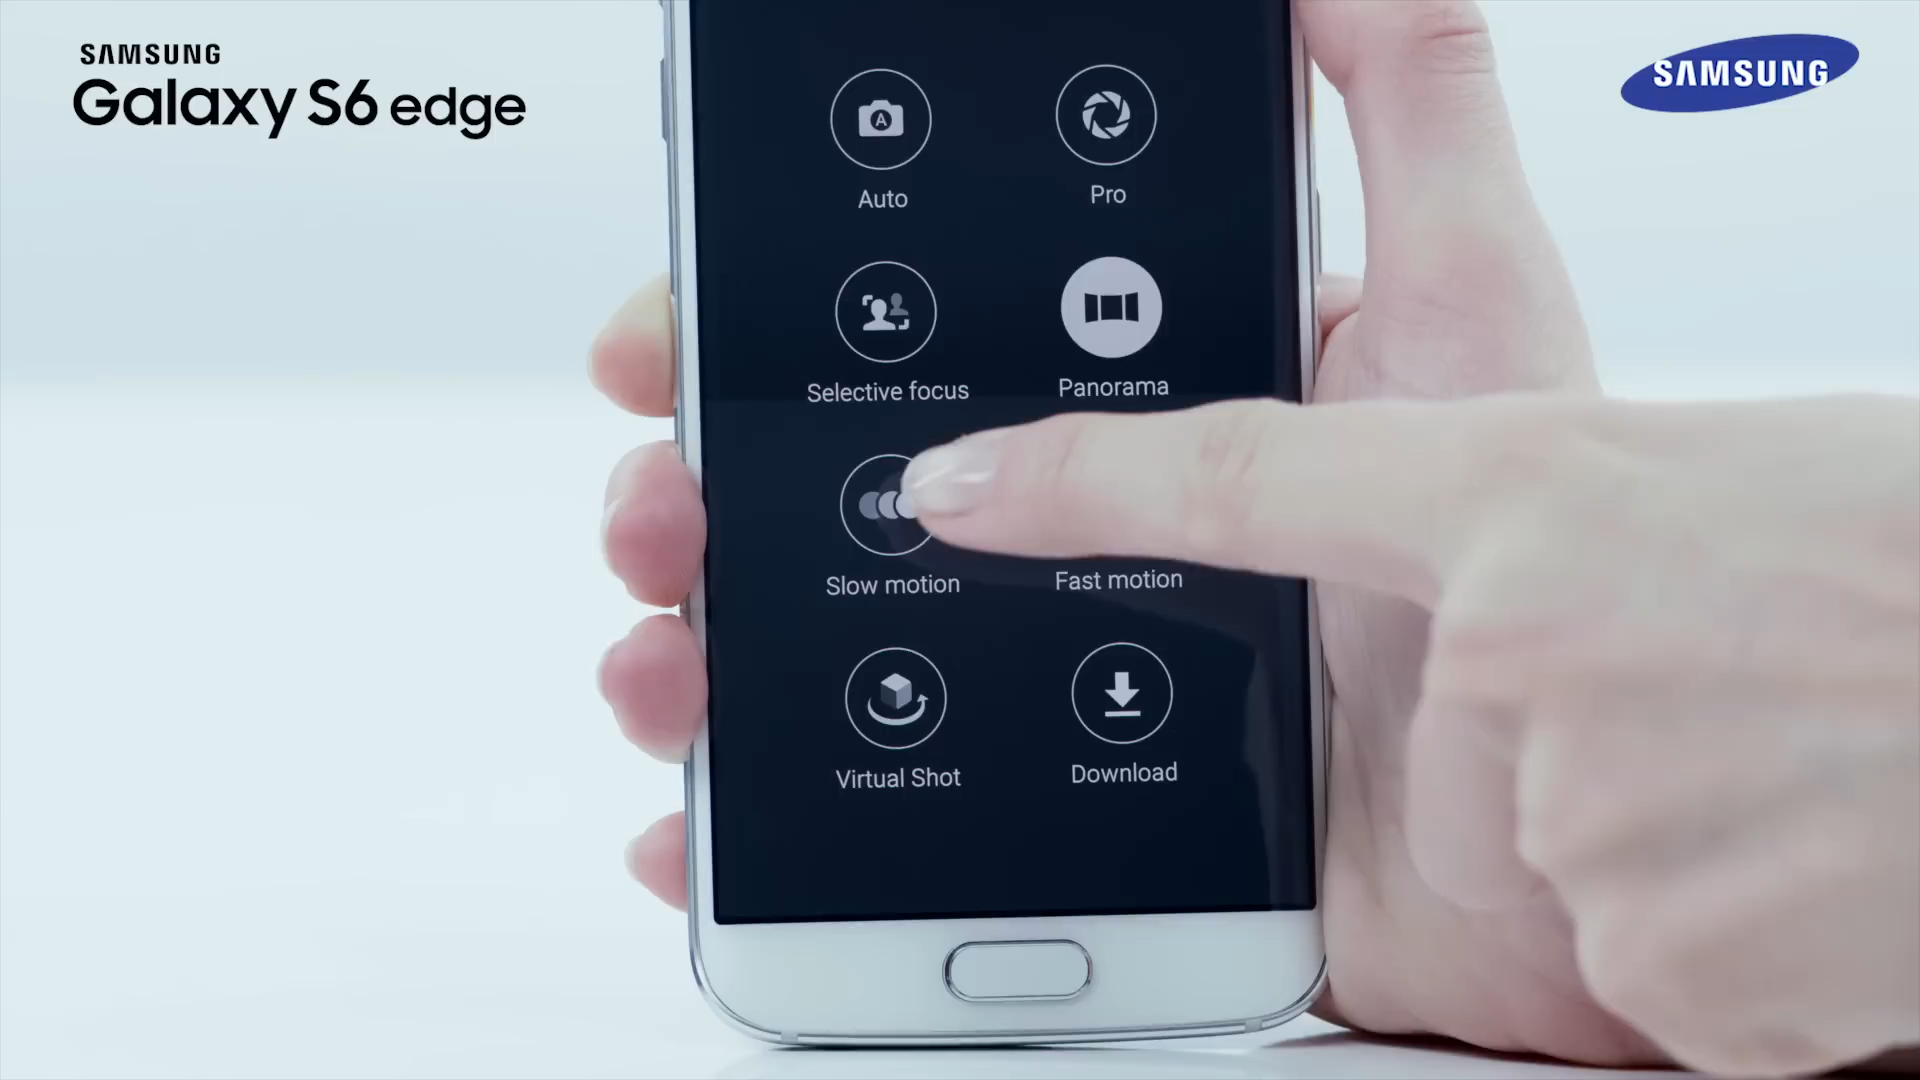 SAMSUNG
Galaxy S6 edge
SAMSUNG
A
Auto
Pro
Selective focus
Panorama
Slow motion
Fast motion
Virtual Shot
Download